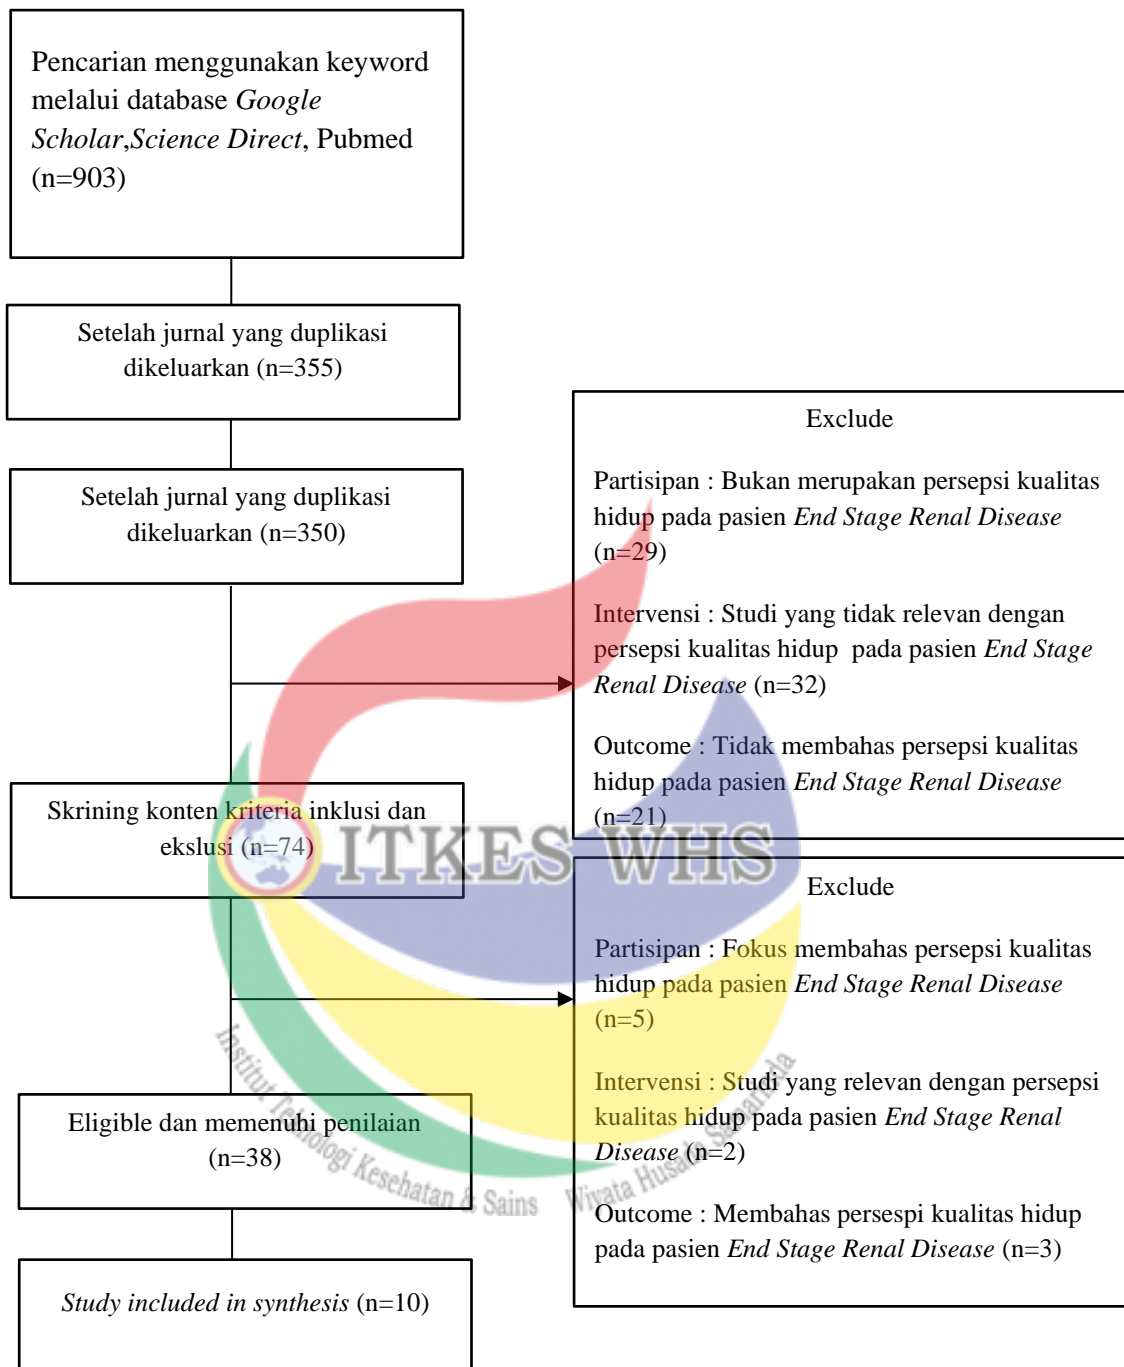 Pencarian menggunakan keyword
melalui database Google
Scholar,Science Direct, Pubmed
(n=903)
Setelah jurnal yang duplikasi
dikeluarkan (n=355)
Setelah jurnal yang duplikasi
dikeluarkan (n=350)
Exclude
Partisipan : Bukan merupakan persepsi kualitas
hidup pada pasien End Stage Renal Disease
(n=29)
Intervensi : Studi yang tidak relevan dengan
persepsi kualitas hidup pada pasien End Stage
Renal Disease (n=32)
Outcome : Tidak membahas persepsi kualitas
hidup pada pasien End Stage Renal Disease
(n=21)
Skrining konten kriteria inklusi dan
ekslusi (n=74)
ITKES WHS
Exclude
Partisipan : Fokus membahas persepsi kualitas
hidup pada pasien End Stage Renal Disease
(n=5)
Intervensi : Studi yang relevan dengan persepsi
kualitas hidup pada pasien End Stage Renal
Disease (n=2)
Outcome : Membahas persespi kualitas hidup
pada pasien End Stage Renal Disease (n=3)
Eligible dan memenuhi penilaian
(n=38)
Institut Teknologi Kesehatan & Sains Wiyata Husada Samarinda
Study included in synthesis (n=10)